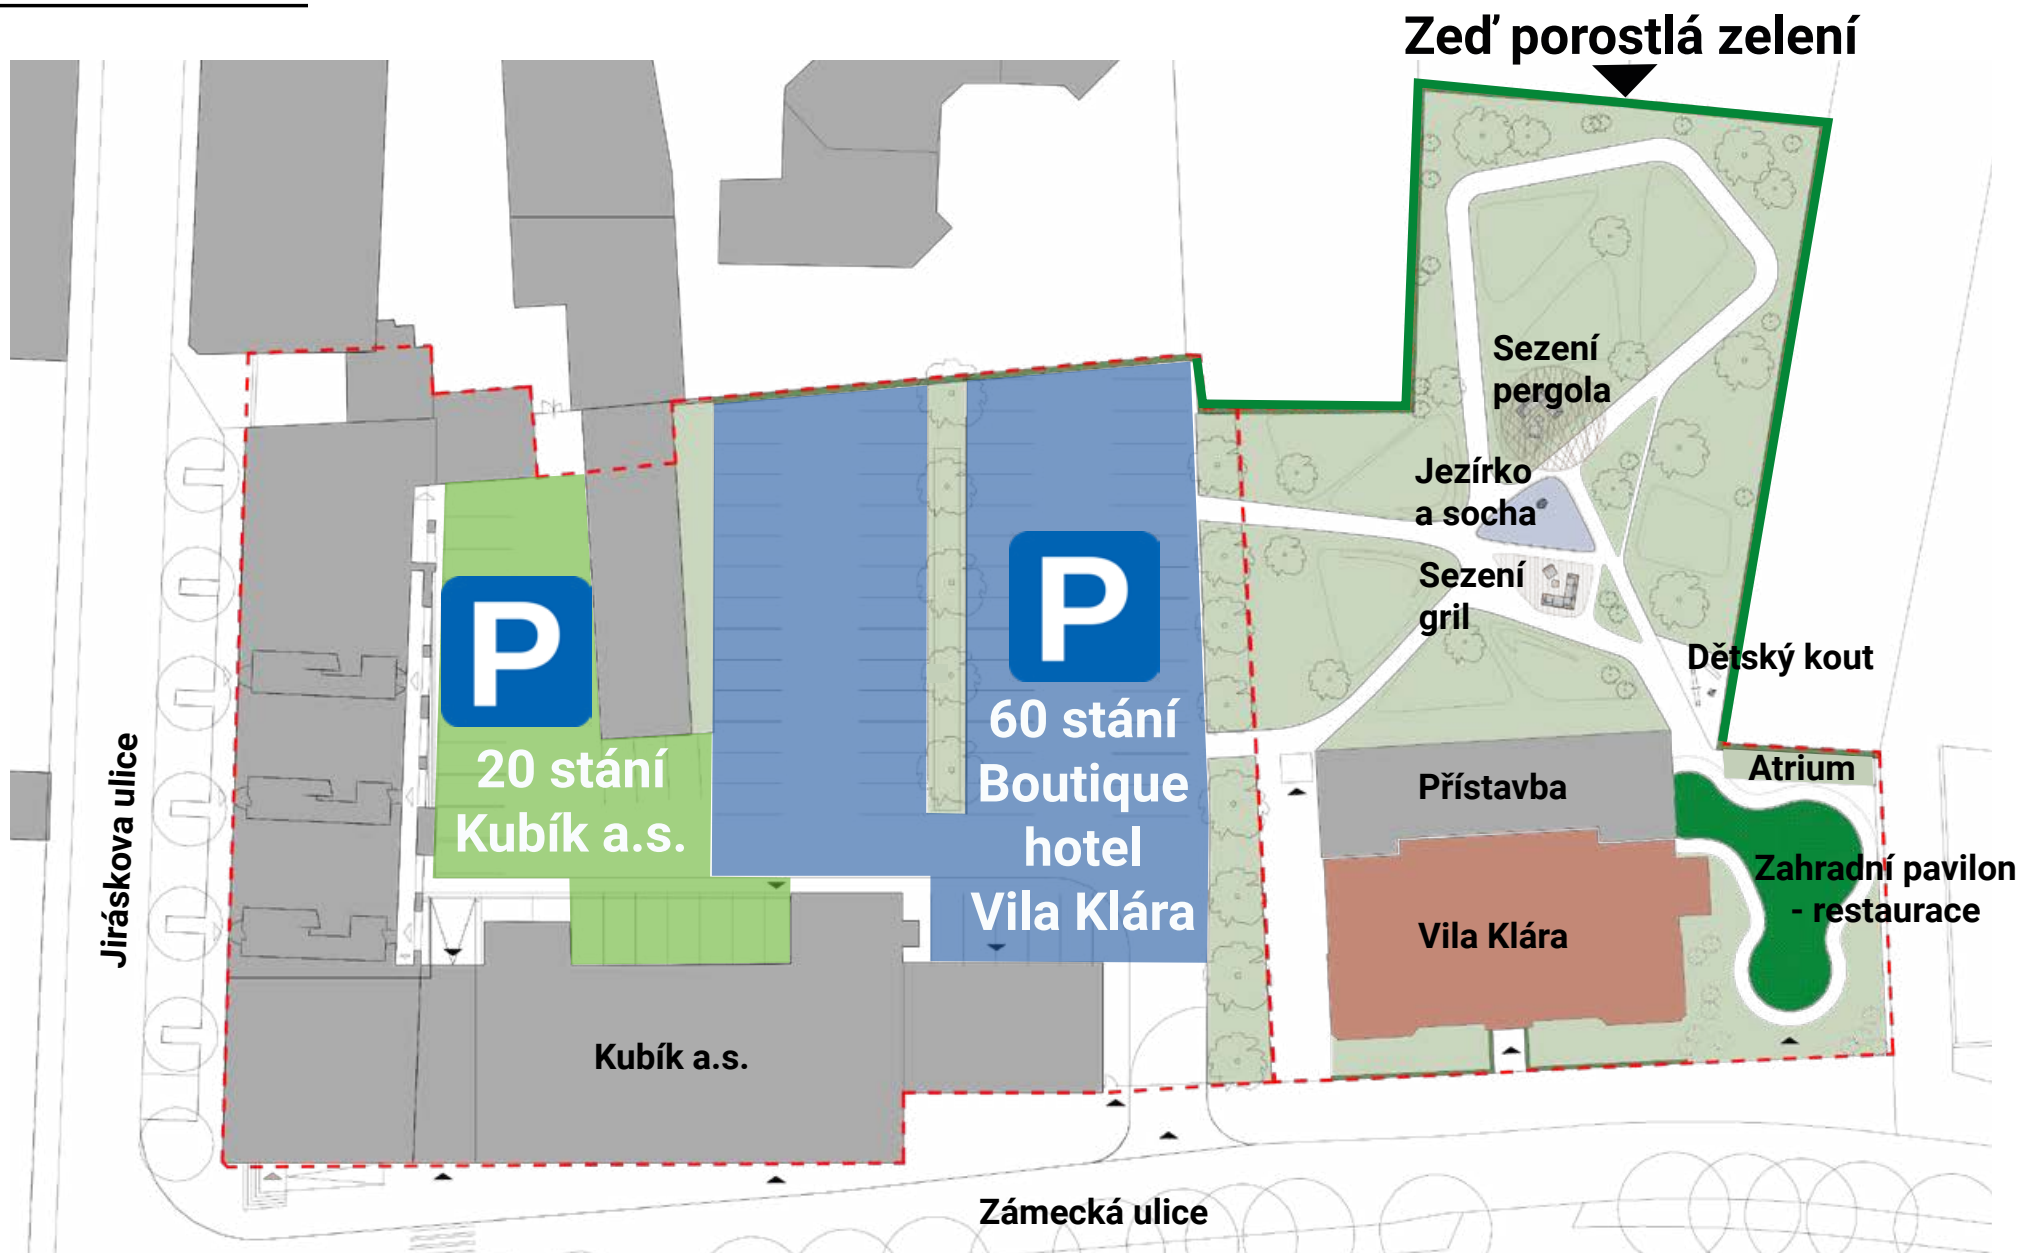 Zeď porostlá zelení
Sezení
pergola
Jezírko
a socha
Sezení
gril
Dětský kout
P
20 stání
Kubík a.s.
P
60 stání
Boutique
hotel
Vila Klára
Přístavba
Atrium
Zahradní pavilon
- restaurace
Vila Klára
Jiráskova ulice
Kubík a.s.
Zámecká ulice